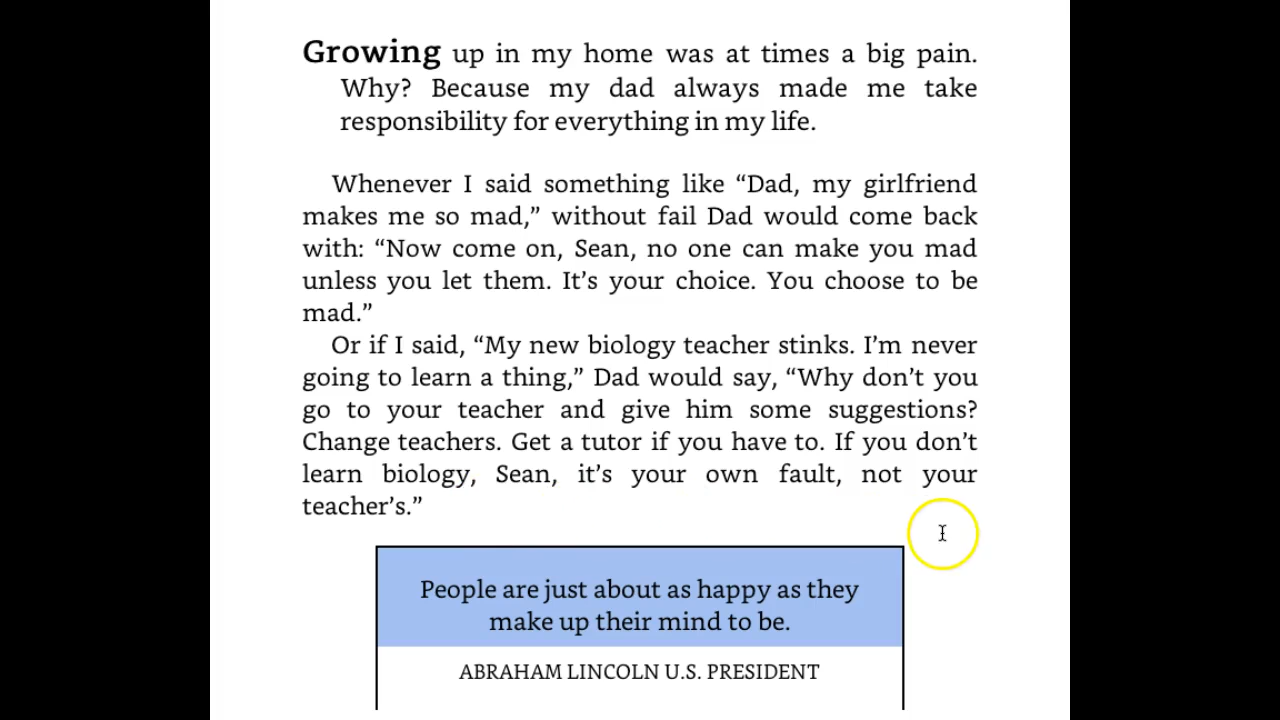 Growing up in my home was at times a big pain.
Why? Because my dad always made me take
responsibility for everything in my life.
Whenever I said something like “Dad, my girlfriend
makes me so mad,” without fail Dad would come back
with: “Now come on, Sean, no one can make you mad
unless you let them. It’s your choice. You choose to be
mad.”
Or if I said, “My new biology teacher stinks. I’m never
going to learn a thing,” Dad would say, “Why don’t you
go to your teacher and give him some suggestions?
Change teachers. Get a tutor if you have to. If you don’t
learn biology, Sean, it’s your own fault, not your
teacher’s.”
People are just about as happy as they
make up their mind to be.
ABRAHAM LINCOLN U.S. PRESIDENT